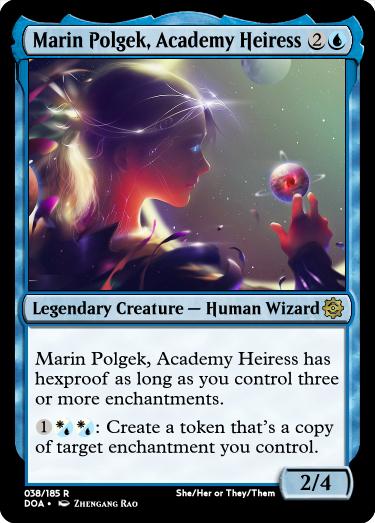 Marin Polgek, Academy Heiress 2
Legendary Creature — Human Wizard
Marin Polgek, Academy Heiress has
hexproof as long as you control three
or more enchantments.
1 : Create a token that's a copy
of target enchantment you control.
2/4
038/185 R
She/Her or They/Them
DOA • Zhengang Rao